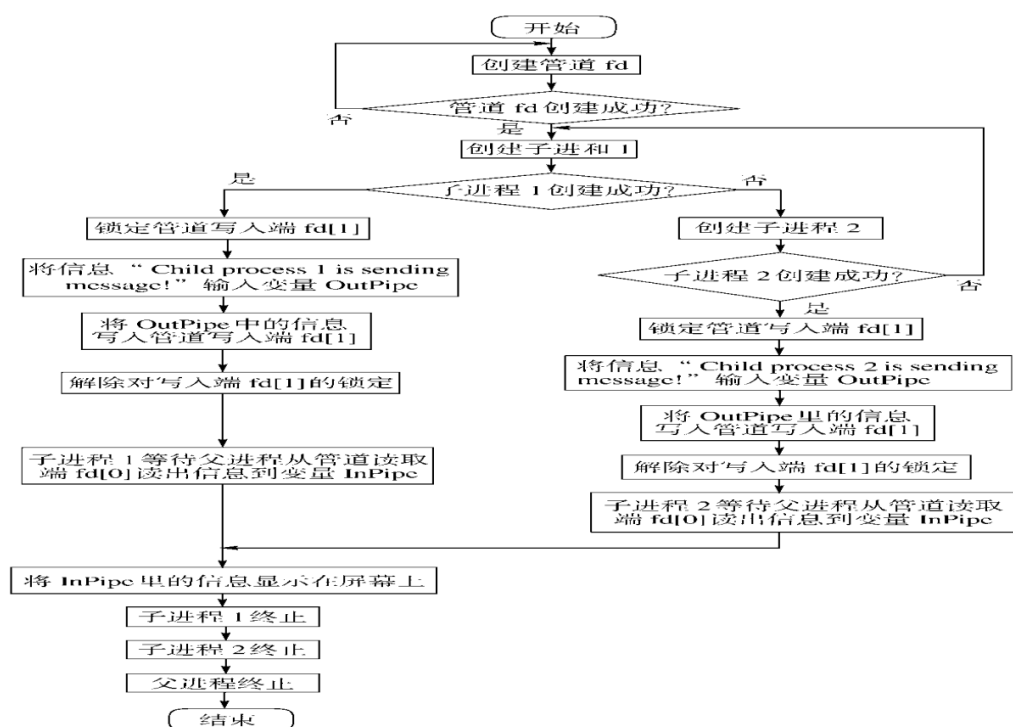 开始
创建管道 fd
管道 fd 创建成功?
否
是
创建子进和 1
子进程 1 创建成功?
是
否
锁定管道写入端 fd[1]
将信息 “ Child process 1 is sending
message!” 输入变量 OutPipe
将 OutPipe 中的信息
写入管道写入端 fd[1]
解除对写入端 fd[1]的锁定
子进程 1 等待父进程从管道读取
端 fd[0]读出信息到变量 InPipe
创建子进程 2
子进程 2 创建成功?
否
是
锁定管道写入端 fd[1]
将信息 “ Child process 2 is sending
message!” 输入变量 OutPipe
将 OutPipe 里的信息
写入管道写入端 fd[1]
解除对写入端 fd[1]的锁定
子进程 2 等待父进程从管道读取
端 fd[0]读出信息到变量 InPipe
将 InPipe 里的信息显示在屏幕上
子进程 1 终止
子进程 2 终止
父进程终止
结束